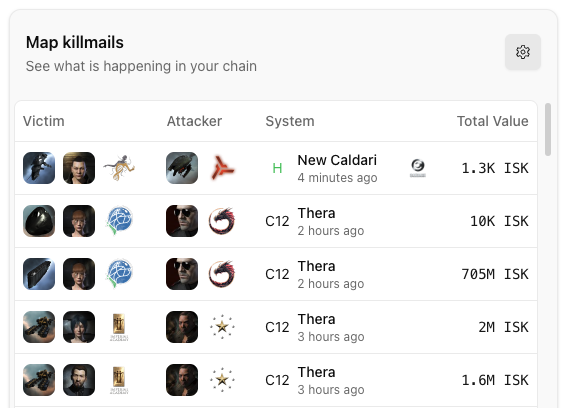 Map killmails
See what is happening in your chain
Victim Attacker System Total Value
H New Caldari 1.3K ISK
4 minutes ago
C12 Thera 10K ISK
2 hours ago
C12 Thera 705M ISK
2 hours ago
C12 Thera 2M ISK
3 hours ago
C12 Thera 1.6M ISK
3 hours ago